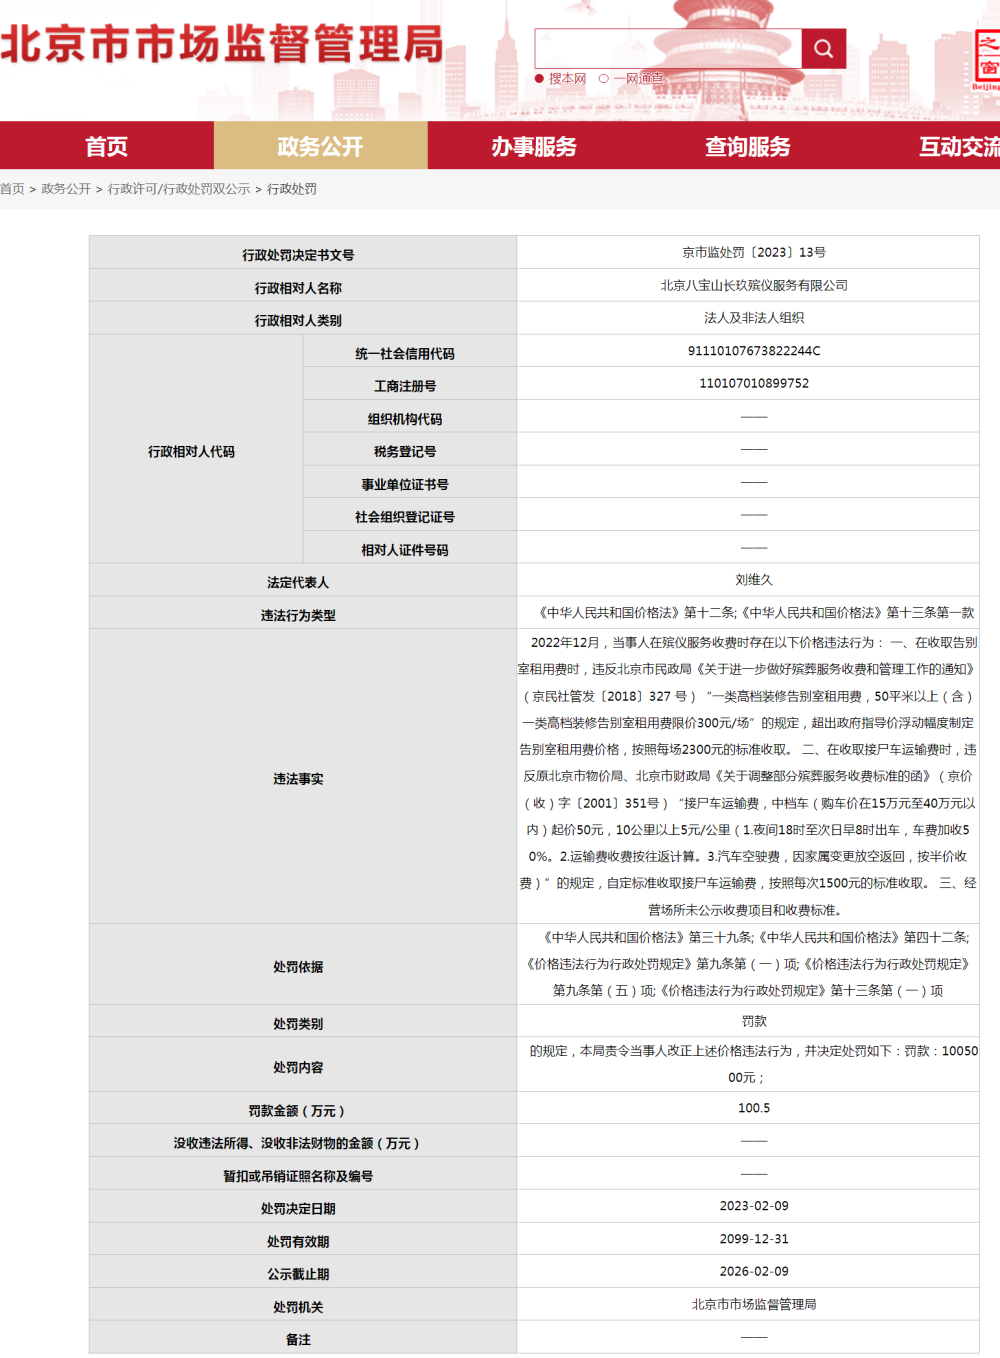 北京市市场监督管理局
搜本网 一网通查
之
窗
Beijing
首页 政务公开 办事服务 查询服务 互动交流
首页 > 政务公开 > 行政许可/行政处罚双公示 > 行政处罚
行政处罚决定书文号 京市监处罚〔2023〕13号
行政相对人名称 北京八宝山长玖殡仪服务有限公司
行政相对人类别 法人及非法人组织
行政相对人代码
统一社会信用代码 91110107673822244C
工商注册号 110107010899752
组织机构代码 ——
税务登记号 ——
事业单位证书号 ——
社会组织登记证号 ——
相对人证件号码 ——
法定代表人 刘维久
违法行为类型 《中华人民共和国价格法》第十二条;《中华人民共和国价格法》第十三条第一款
违法事实
2022年12月，当事人在殡仪服务收费时存在以下价格违法行为： 一、在收取告别
室租用费时，违反北京市民政局《关于进一步做好殡葬服务收费和管理工作的通知》
（京民社管发〔2018〕327 号）“一类高档装修告别室租用费，50平米以上（含）
一类高档装修告别室租用费限价300元/场”的规定，超出政府指导价浮动幅度制定
告别室租用费价格，按照每场2300元的标准收取。 二、在收取接尸车运输费时，违
反原北京市物价局、北京市财政局《关于调整部分殡葬服务收费标准的函》（京价
（收）字〔2001〕351号）“接尸车运输费，中档车（购车价在15万元至40万元以
内）起价50元，10公里以上5元/公里（1.夜间18时至次日早8时出车，车费加收5
0%。2.运输费收费按往返计算。3.汽车空驶费，因家属变更放空返回，按半价收
费）”的规定，自定标准收取接尸车运输费，按照每次1500元的标准收取。 三、经
营场所未公示收费项目和收费标准。
处罚依据
《中华人民共和国价格法》第三十九条;《中华人民共和国价格法》第四十二条;
《价格违法行为行政处罚规定》第九条第（一）项;《价格违法行为行政处罚规定》
第九条第（五）项;《价格违法行为行政处罚规定》第十三条第（一）项
处罚类别 罚款
处罚内容
的规定，本局责令当事人改正上述价格违法行为，并决定处罚如下：罚款：10050
00元；
罚款金额（万元） 100.5
没收违法所得、没收非法财物的金额（万元） ——
暂扣或吊销证照名称及编号 ——
处罚决定日期 2023-02-09
处罚有效期 2099-12-31
公示截止期 2026-02-09
处罚机关 北京市市场监督管理局
备注 ——